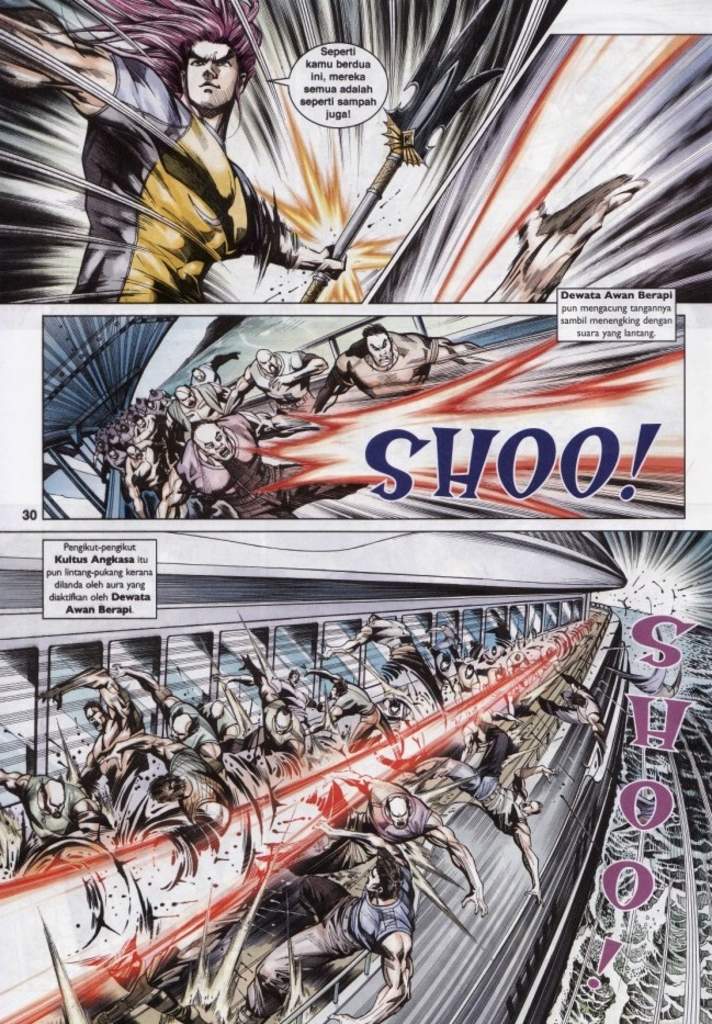 Seperti
kamu berdua
ini, mereka
semua adalah
seperti sampah
juga!
Dewata Awan Berapi
pun mengacung tangannya
sambil menengking dengan
suara yang lantang.
SHOO!
30
Pengikut-pengikut
Kultus Angkasa itu
pun lintang-pukang kerana
dilanda oleh aura yang
diaktifkan oleh Dewata
Awan Berapi.
SHOO!